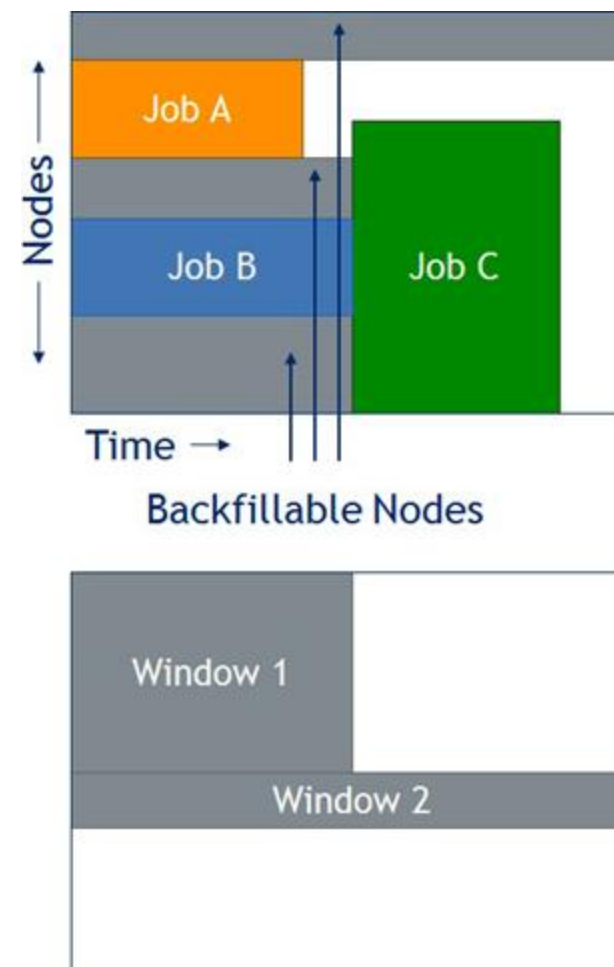 Job A
Nodes
Job B
Job C
Time
Backfillable Nodes
Window 1
Window 2